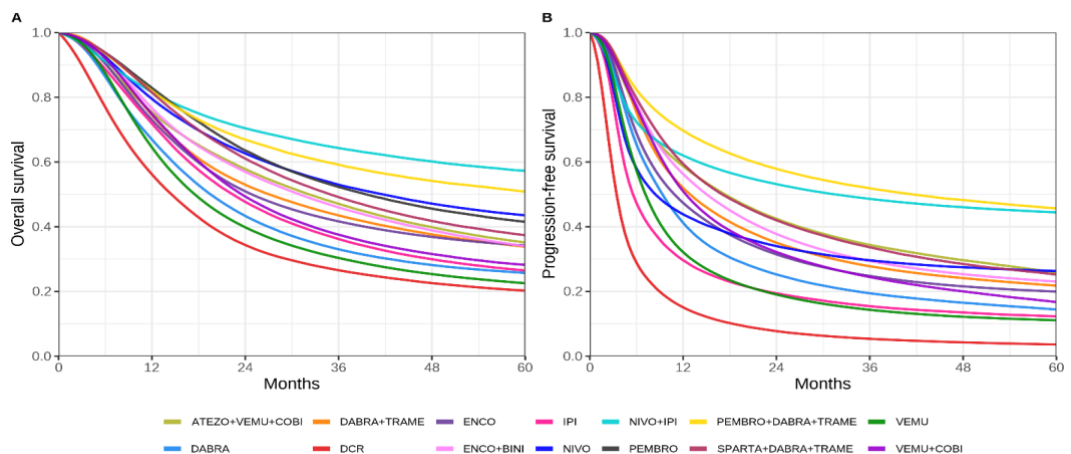 A
B
Overall survival
1.0
0.8
0.6
0.4
0.2
0.0
0 12 24 36 48 60
Months
Progression-free survival
1.0
0.8
0.6
0.4
0.2
0.0
0 12 24 36 48 60
Months
ATEZO+VEMU+COBI DABRA+TRAME ENCO IPI NIVO+IPI PEMBRO+DABRA+TRAME VEMU
DABRA DCR ENCO+BINI NIVO PEMBRO SPARTA+DABRA+TRAME VEMU+COBI